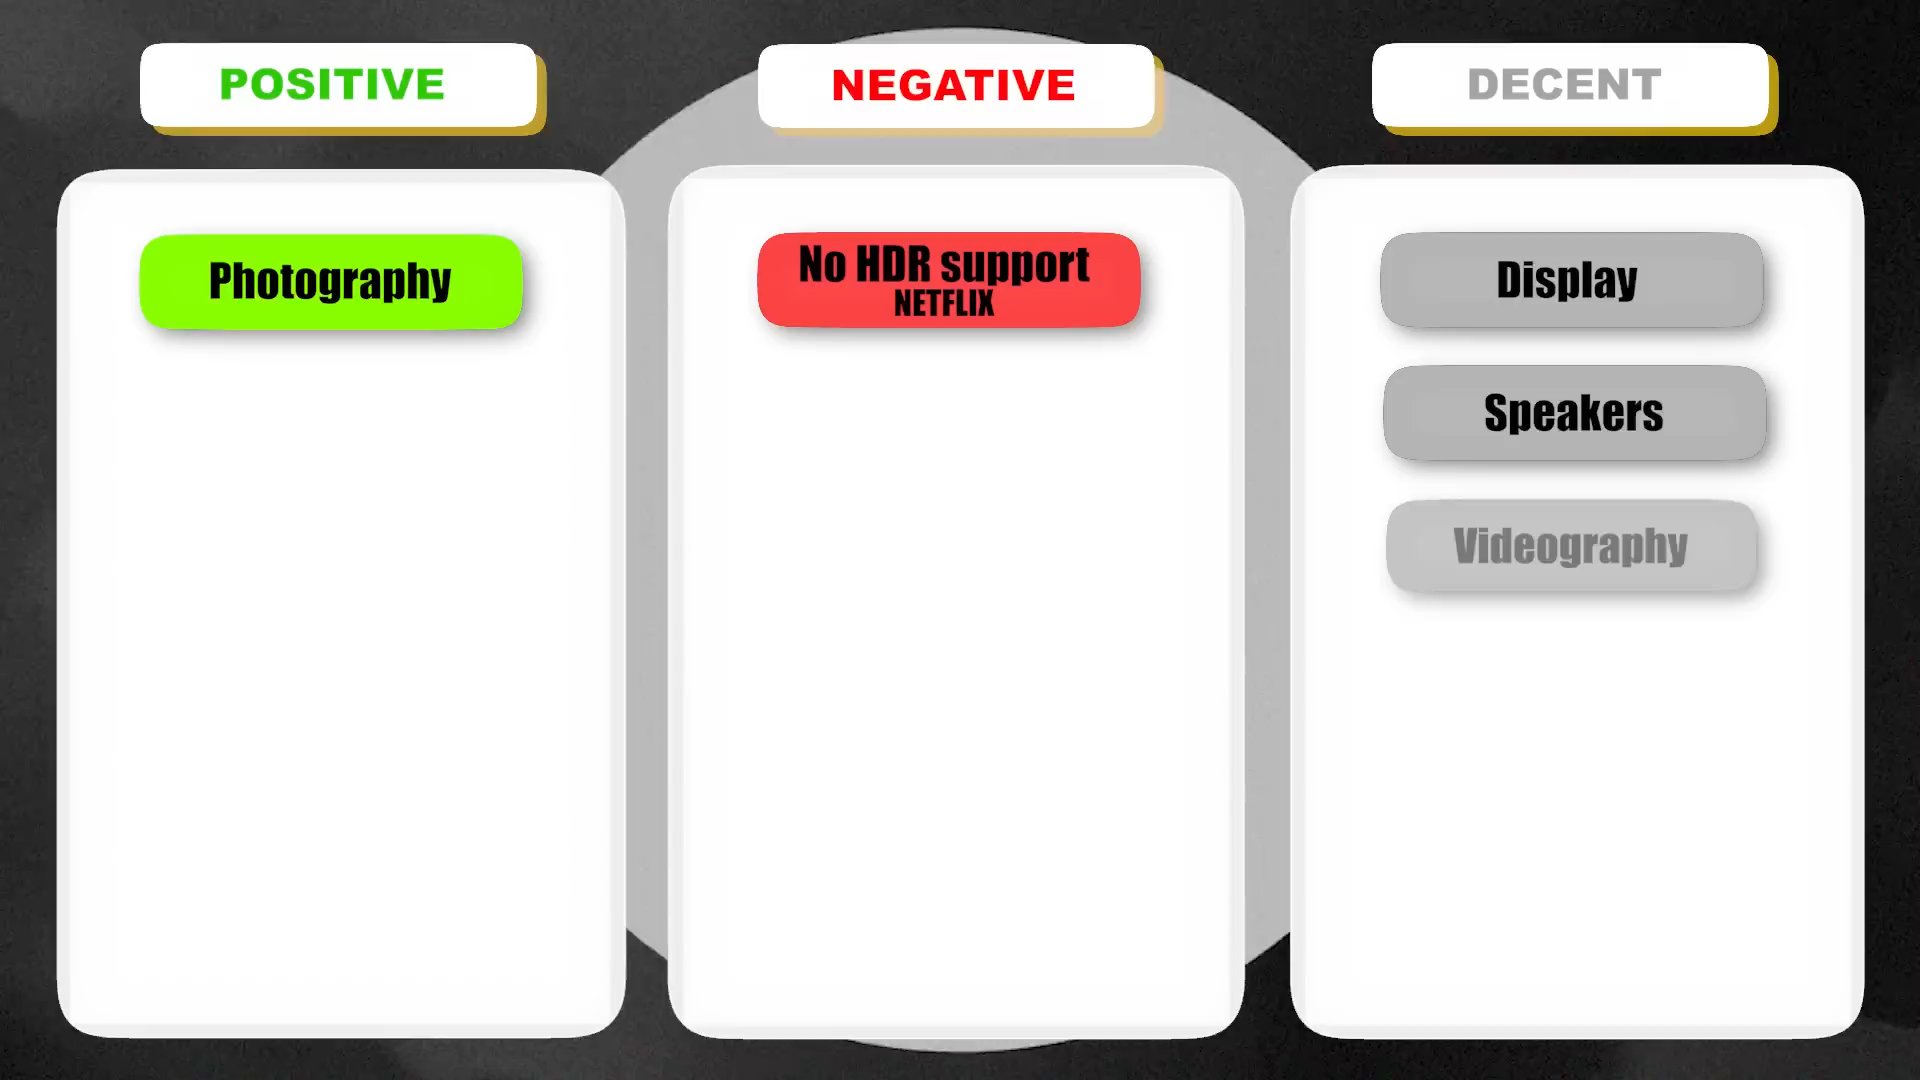 POSITIVE
Photography
NEGATIVE
No HDR support
NETFLIX
DECENT
Display
Speakers
Videography